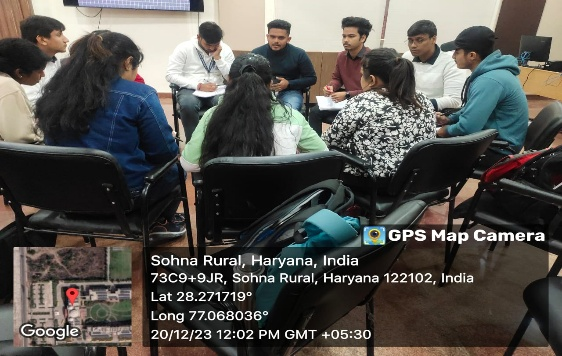 GPS Map Camera
Sohna Rural, Haryana, India
73C9+9JR, Sohna Rural, Haryana 122102, India
Lat 28.271719°
Long 77.068036°
20/12/23 12:02 PM GMT +05:30
Google